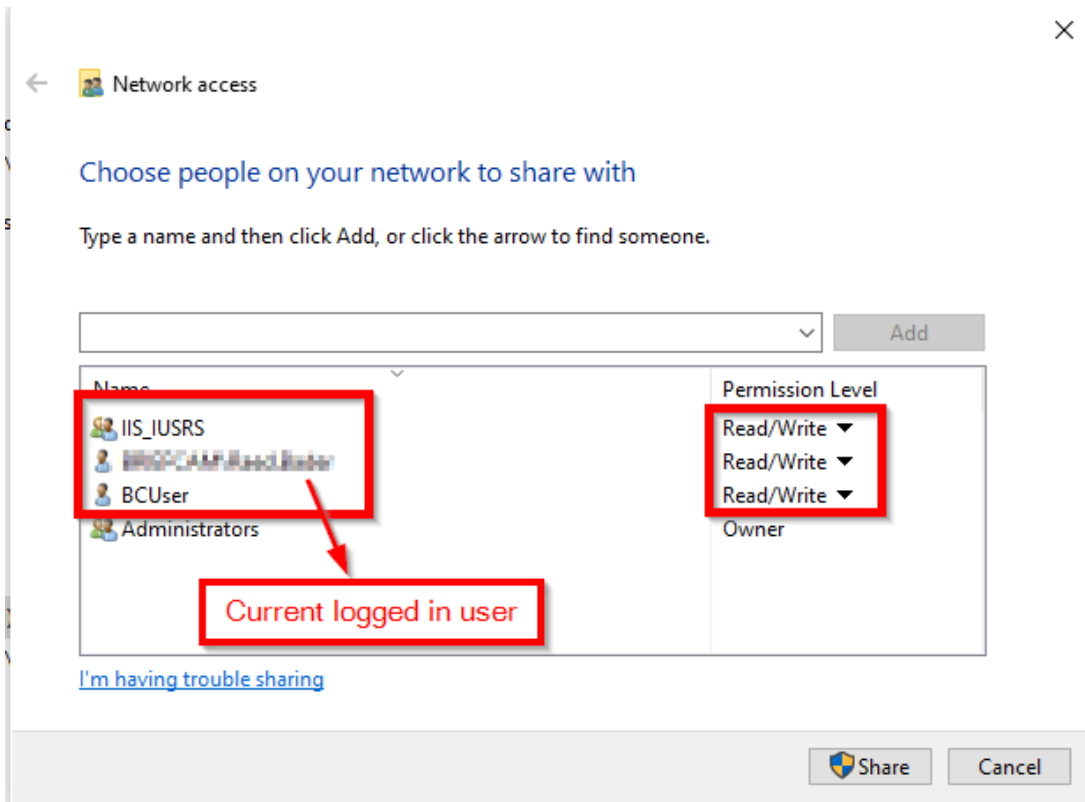 Network access
Choose people on your network to share with
Type a name and then click Add, or click the arrow to find someone.
Add
Name Permission Level
IIS_IUSRS Read/Write
Read/Write
BCUser Read/Write
Administrators Owner
Current logged in user
I'm having trouble sharing
Share Cancel